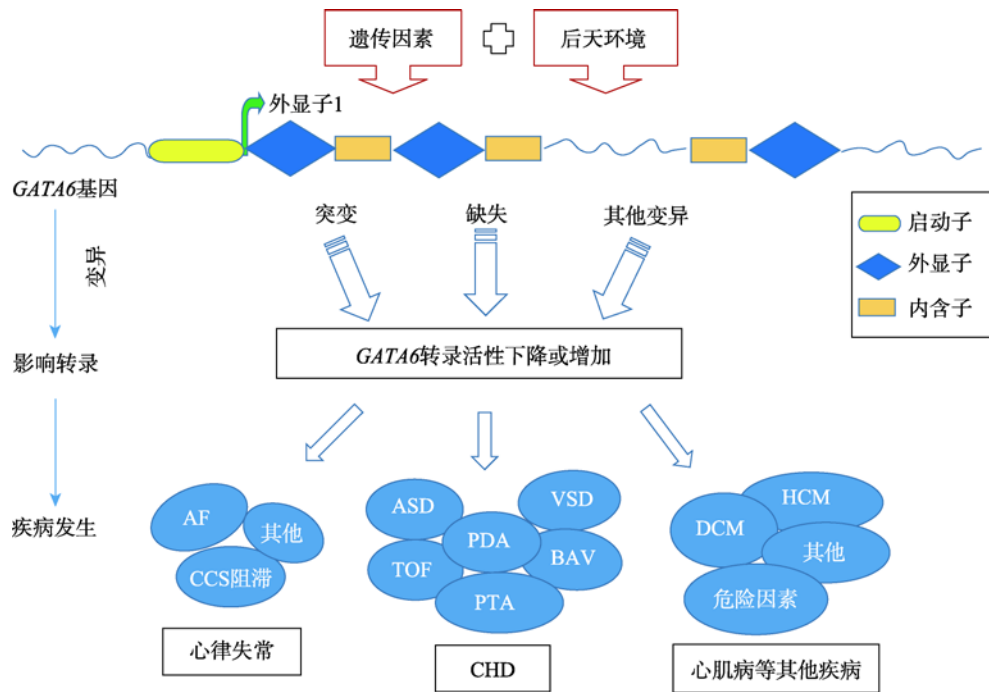 遗传因素
后天环境
外显子1
GATA6基因
突变
缺失
其他变异
启动子
外显子
内含子
变异
GATA6转录活性下降或增加
影响转录
疾病发生
AF
其他
CCS阻滞
ASD
VSD
PDA
TOF
BAV
PTA
HCM
DCM
其他
危险因素
心律失常
CHD
心肌病等其他疾病